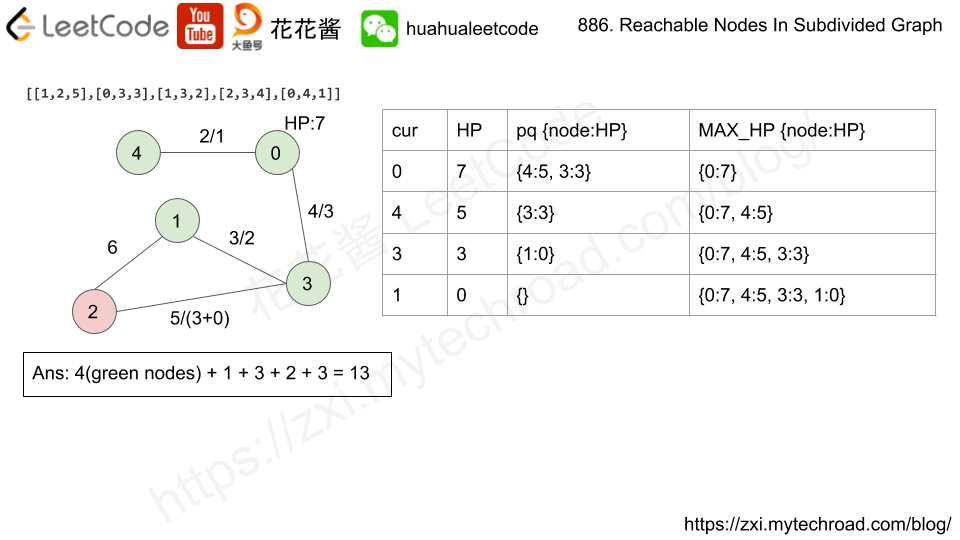 LeetCode
You
Tube
大鱼号
花花酱
huahualeetcode
886. Reachable Nodes In Subdivided Graph
[[1,2,5],[0,3,3],[1,3,2],[2,3,4],[0,4,1]]
HP:7
4
2/1
0
4/3
1
3/2
6
3
2
5/(3+0)
cur HP pq {node:HP} MAX_HP {node:HP}
0 7 {4:5, 3:3} {0:7}
4 5 {3:3} {0:7, 4:5}
3 3 {1:0} {0:7, 4:5, 3:3}
1 0 {} {0:7, 4:5, 3:3, 1:0}
Ans: 4(green nodes) + 1 + 3 + 2 + 3 = 13
花花酱 LeetCode
https://zxi.mytechroad.com/blog/
https://zxi.mytechroad.com/blog/